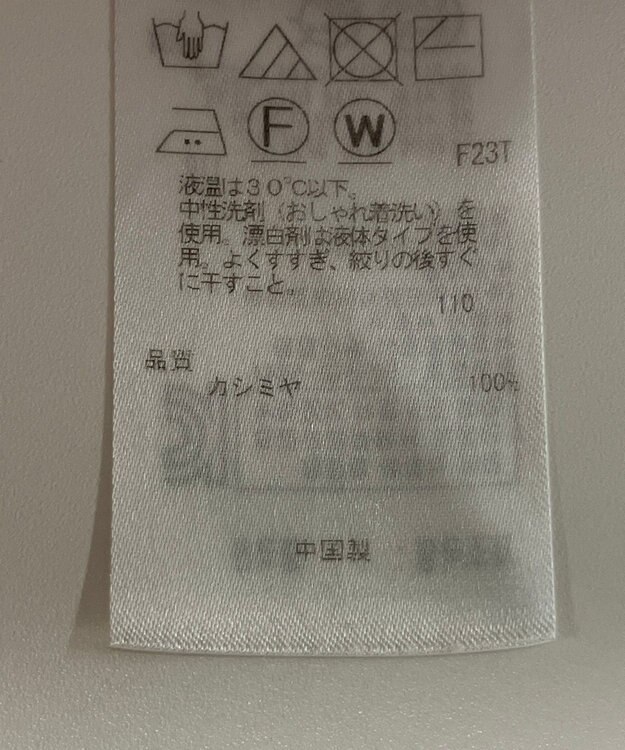 F W
F23T
液温は30℃以下。
中性洗剤（おしゃれ着洗い）を
使用。漂白剤は液体タイプを使
用。よくすすぎ、絞りの後すぐ
に干すこと。
110
品質
カシミヤ 100%
中国製